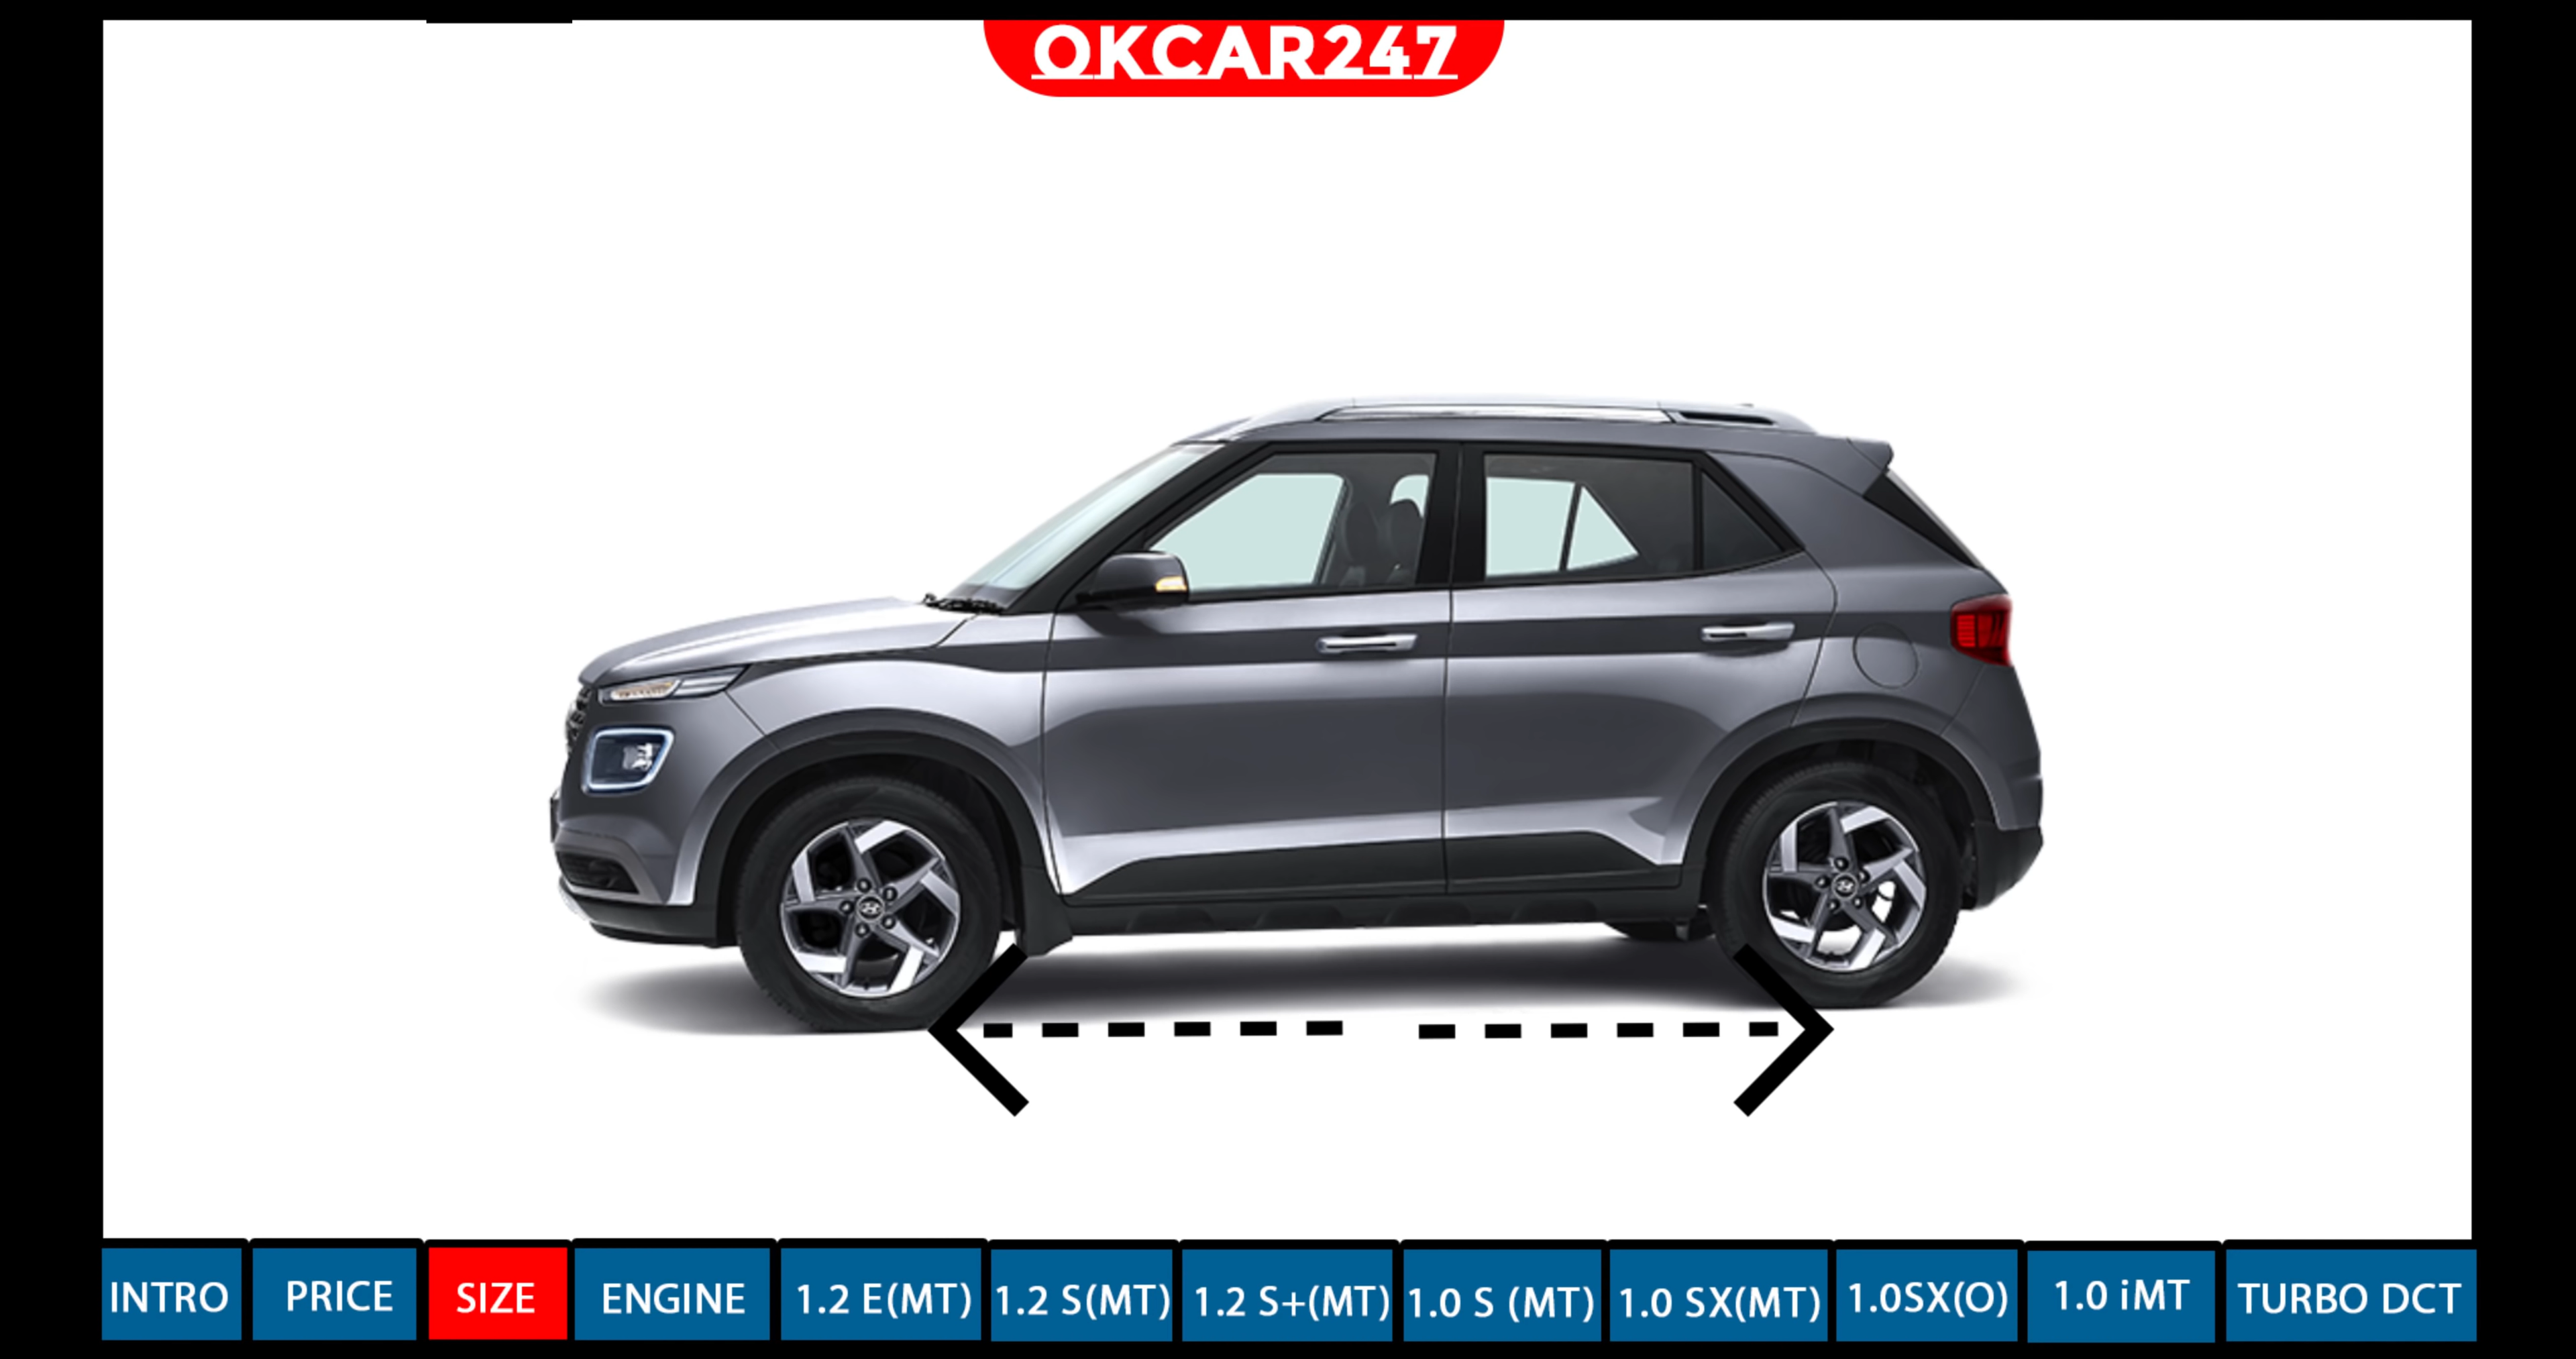 OKCAR247
INTRO
PRICE
SIZE
ENGINE
1.2 E(MT)
1.2 S(MT)
1.2 S+(MT)
1.0 S (MT)
1.0 SX(MT)
1.0SX(O)
1.0 iMT
TURBO DCT